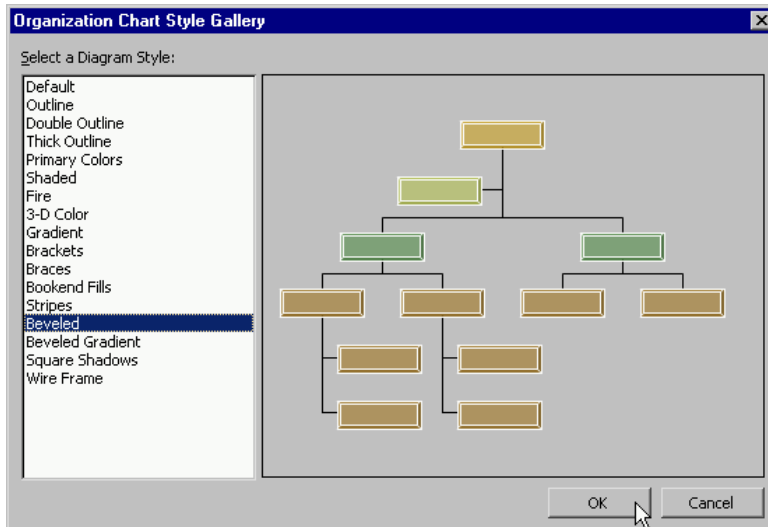 Organization Chart Style Gallery
Select a Diagram Style:
Default
Outline
Double Outline
Thick Outline
Primary Colors
Shaded
Fire
3-D Color
Gradient
Brackets
Braces
Bookend Fills
Stripes
Beveled
Beveled Gradient
Square Shadows
Wire Frame
OK
Cancel